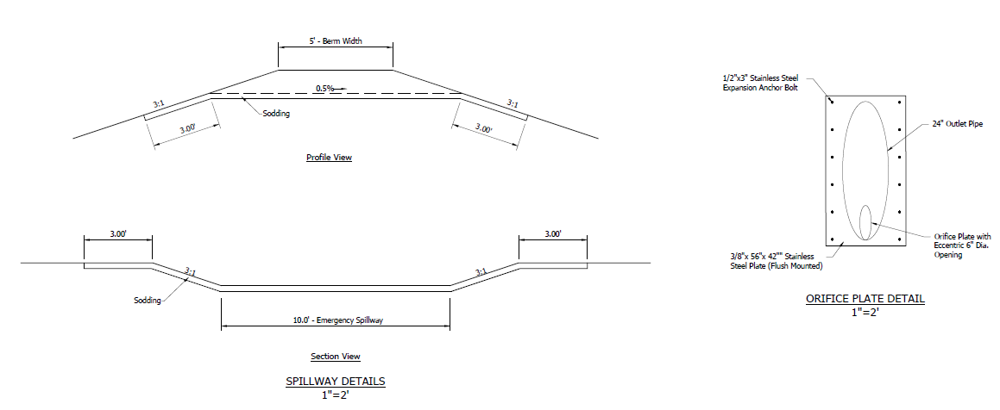 5' - Berm Width
0.5%
3:1
3:1
Sodding
3.00'
3.00'
Profile View
3.00'
3.00'
3:1
3:1
Sodding
10.0' - Emergency Spillway
Section View
SPILLWAY DETAILS
1"=2'
1/2"x3" Stainless Steel
Expansion Anchor Bolt
24" Outlet Pipe
Orifice Plate with
Eccentric 6" Dia.
Opening
3/8"x 56"x 42"" Stainless
Steel Plate (Flush Mounted)
ORIFICE PLATE DETAIL
1"=2'